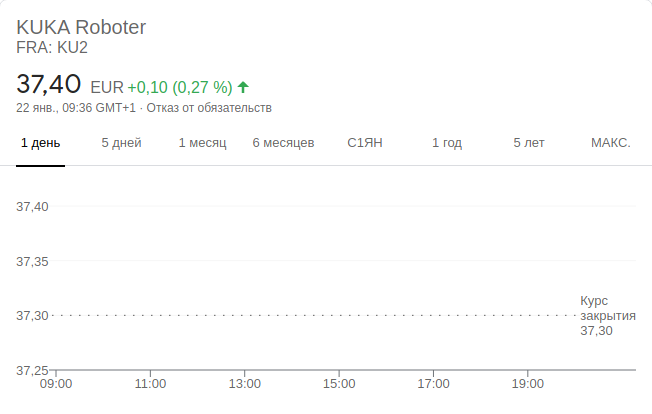 KUKA Roboter
FRA: KU2
37,40 EUR +0,10 (0,27 %)
22 янв., 09:36 GMT+1 · Отказ от обязательств
1 день 5 дней 1 месяц 6 месяцев С1ЯН 1 год 5 лет МАКС.
37,40
37,35
37,30
37,25
Курс
закрытия
37,30
09:00 11:00 13:00 15:00 17:00 19:00